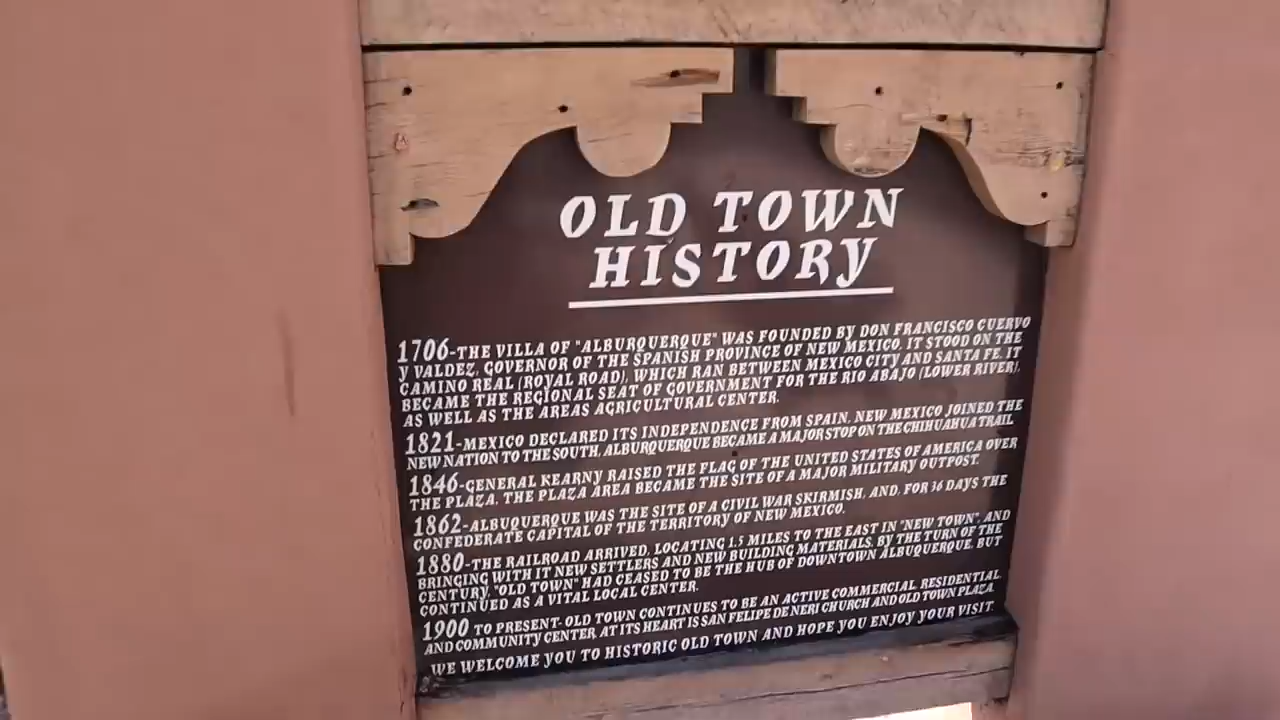 OLD TOWN
HISTORY
1706-THE VILLA OF "ALBURQUERQUE" WAS FOUNDED BY DON FRANCISCO CUERVO
Y VALDEZ, GOVERNOR OF THE SPANISH PROVINCE OF NEW MEXICO. IT STOOD ON THE
CAMINO REAL (ROYAL ROAD), WHICH RAN BETWEEN MEXICO CITY AND SANTA FE. IT
BECAME THE REGIONAL SEAT OF GOVERNMENT FOR THE RIO ABAJO (LOWER RIVER),
AS WELL AS THE AREAS AGRICULTURAL CENTER.
1821-MEXICO DECLARED ITS INDEPENDENCE FROM SPAIN, NEW MEXICO JOINED THE
NEW NATION TO THE SOUTH. ALBURQUERQUE BECAME A MAJOR STOP ON THE CHIHUAHUA TRAIL.
1846-GENERAL KEARNY RAISED THE FLAG OF THE UNITED STATES OF AMERICA OVER
THE PLAZA. THE PLAZA AREA BECAME THE SITE OF A MAJOR MILITARY OUTPOST.
1862-ALBUQUERQUE WAS THE SITE OF A CIVIL WAR SKIRMISH, AND, FOR 36 DAYS THE
CONFEDERATE CAPITAL OF THE TERRITORY OF NEW MEXICO.
1880-THE RAILROAD ARRIVED, LOCATING 1.5 MILES TO THE EAST IN "NEW TOWN", AND
BRINGING WITH IT NEW SETTLERS AND NEW BUILDING MATERIALS. BY THE TURN OF THE
CENTURY, "OLD TOWN" HAD CEASED TO BE THE HUB OF DOWNTOWN ALBUQUERQUE, BUT
CONTINUED AS A VITAL LOCAL CENTER.
1900 TO PRESENT- OLD TOWN CONTINUES TO BE AN ACTIVE COMMERCIAL, RESIDENTIAL,
AND COMMUNITY CENTER, AT ITS HEART IS SAN FELIPE DE NERI CHURCH AND OLD TOWN PLAZA.
WE WELCOME YOU TO HISTORIC OLD TOWN AND HOPE YOU ENJOY YOUR VISIT.